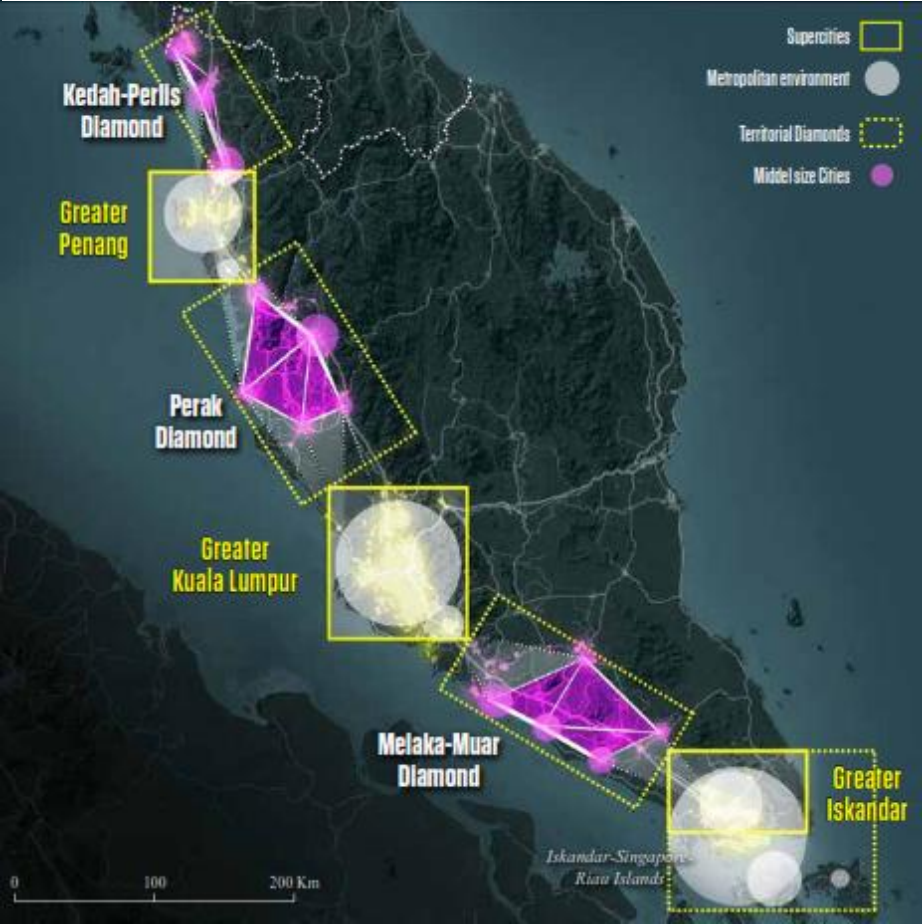 Supercities
Metropolitan environment
Territorial Diamonds
Middel size Cities
Kedah-Perlis
Diamond
Greater
Penang
Perak
Diamond
Greater
Kuala Lumpur
Melaka-Muar
Diamond
Greater
Iskandar
Iskandar-Singapore-
Riau Islands
0 100 200 Km